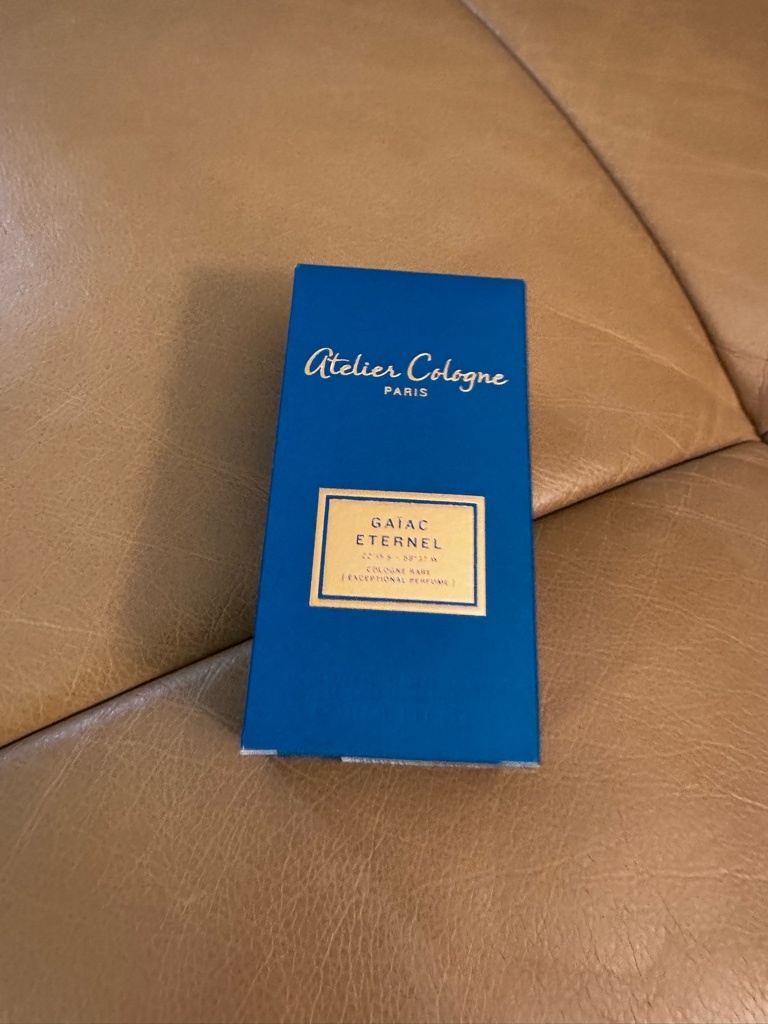 Atelier Cologne
PARIS
GAÏAC
ETERNEL
COLOGNE RARE
[ EXCEPTIONAL PERFUME ]